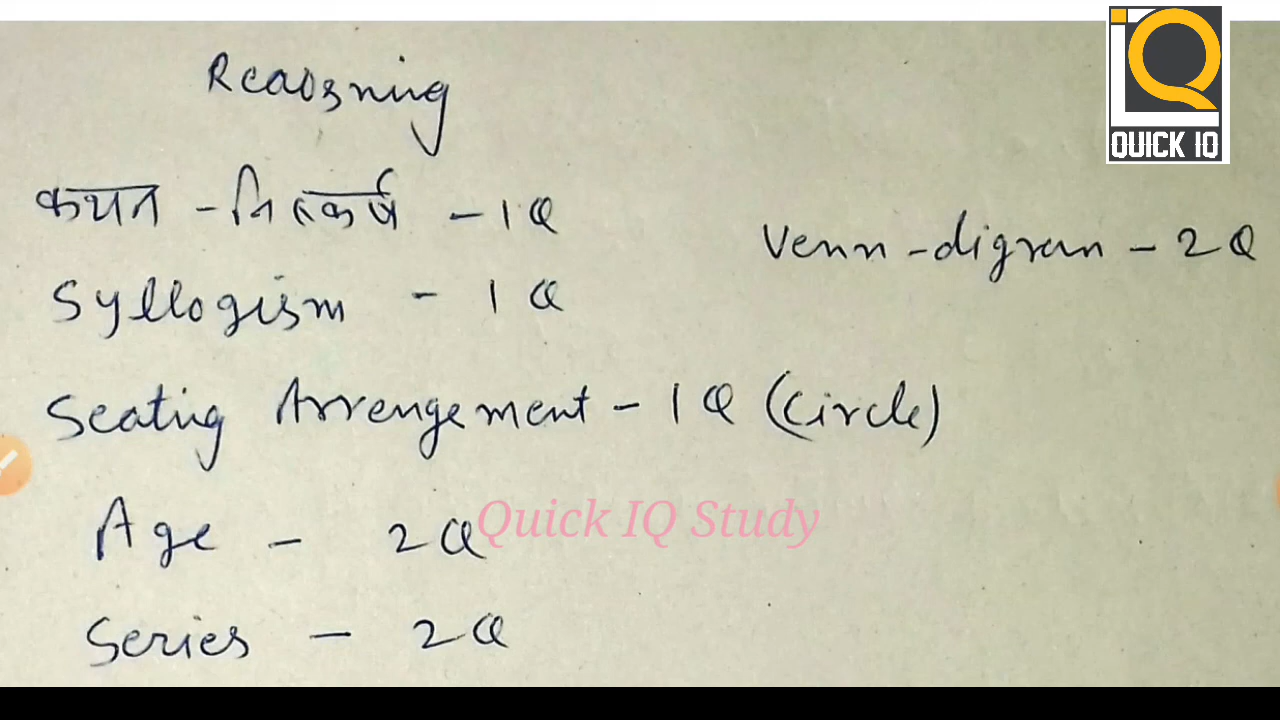 Reaosning
QUICK IQ
कथन - निष्कर्ष - 1Q
Venn - digram - 2Q
Syllogism - 1Q
Seating Arrengement - 1Q (Circle)
Quick IQ Study
Age - 2Q
Series - 2Q